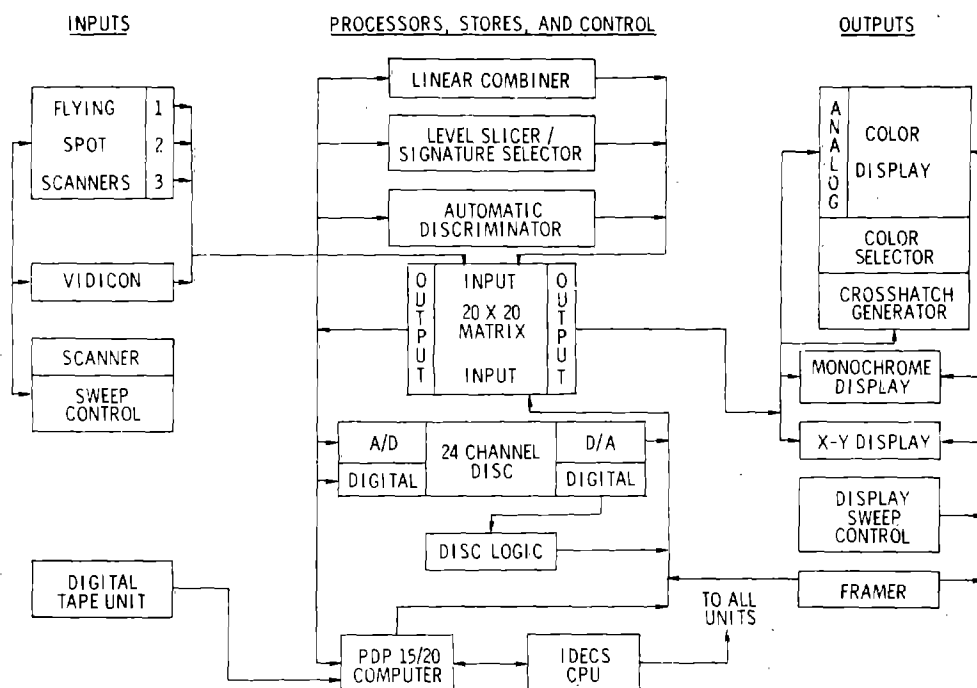 INPUTS
PROCESSORS, STORES, AND CONTROL
OUTPUTS
FLYING
SPOT
SCANNERS
1
2
3
VIDICON
SCANNER
SWEEP
CONTROL
DIGITAL
TAPE UNIT
LINEAR COMBINER
LEVEL SLICER /
SIGNATURE SELECTOR
AUTOMATIC
DISCRIMINATOR
OUTPUT
INPUT
20 X 20
MATRIX
INPUT
OUTPUT
A/D
DIGITAL
24 CHANNEL
DISC
D/A
DIGITAL
DISC LOGIC
PDP 15/20
COMPUTER
IDECS
CPU
TO ALL
UNITS
ANALOG
COLOR
DISPLAY
COLOR
SELECTOR
CROSSHATCH
GENERATOR
MONOCHROME
DISPLAY
X-Y DISPLAY
DISPLAY
SWEEP
CONTROL
FRAMER